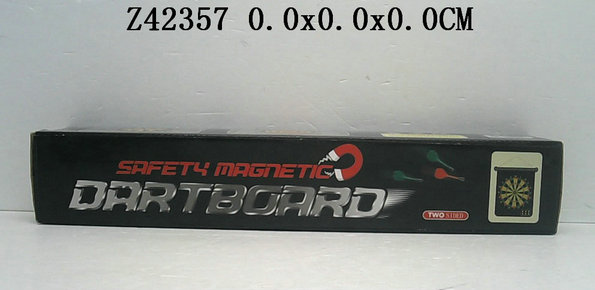 Z42357 0.0x0.0x0.0CM
SAFETY MAGNETIC
DARTBOARD
TWO SIDED